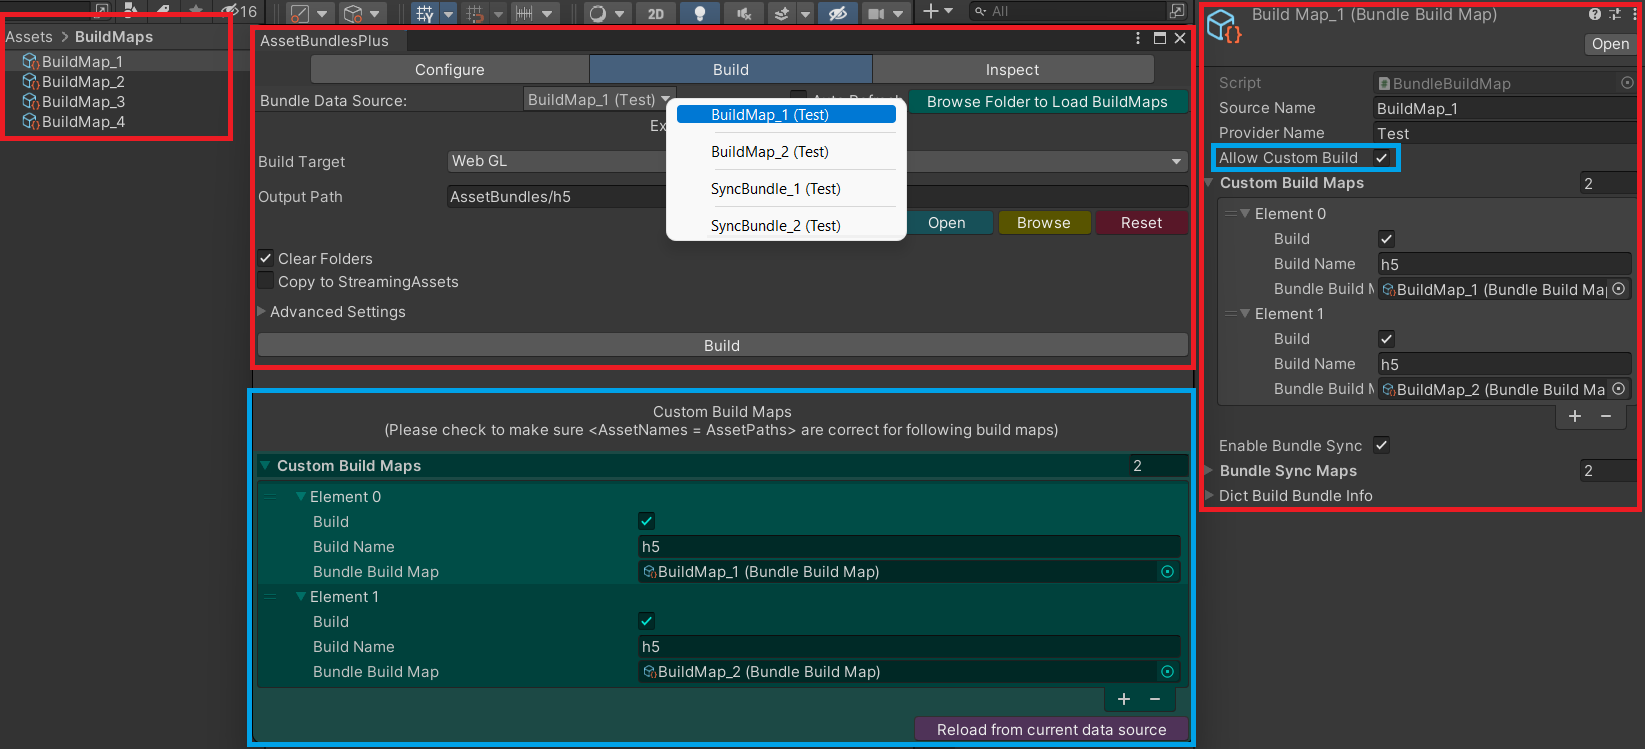 16
2D
All
Assets > BuildMaps
BuildMap_1
BuildMap_2
BuildMap_3
BuildMap_4
AssetBundlesPlus
Configure
Build
Inspect
Bundle Data Source:
BuildMap_1 (Test)
Browse Folder to Load BuildMaps
BuildMap_1 (Test)
BuildMap_2 (Test)
SyncBundle_1 (Test)
SyncBundle_2 (Test)
Build Target
Web GL
Output Path
AssetBundles/h5
Open
Browse
Reset
Clear Folders
Copy to StreamingAssets
Advanced Settings
Build
Custom Build Maps
(Please check to make sure <AssetNames = AssetPaths> are correct for following build maps)
Custom Build Maps
2
Element 0
Build
Build Name
h5
Bundle Build Map
BuildMap_1 (Bundle Build Map)
Element 1
Build
Build Name
h5
Bundle Build Map
BuildMap_2 (Bundle Build Map)
+ −
Reload from current data source
Build Map_1 (Bundle Build Map)
Open
Script
BundleBuildMap
Source Name
BuildMap_1
Provider Name
Test
Allow Custom Build
Custom Build Maps
2
Element 0
Build
Build Name
h5
Bundle Build M
BuildMap_1 (Bundle Build Ma
Element 1
Build
Build Name
h5
Bundle Build M
BuildMap_2 (Bundle Build Ma
+ −
Enable Bundle Sync
Bundle Sync Maps
2
Dict Build Bundle Info